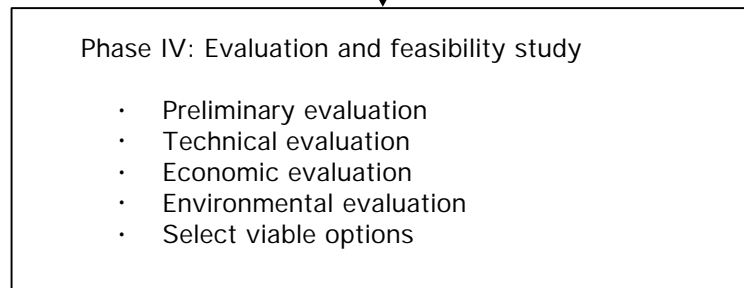 Phase IV: Evaluation and feasibility study
· Preliminary evaluation
· Technical evaluation
· Economic evaluation
· Environmental evaluation
· Select viable options